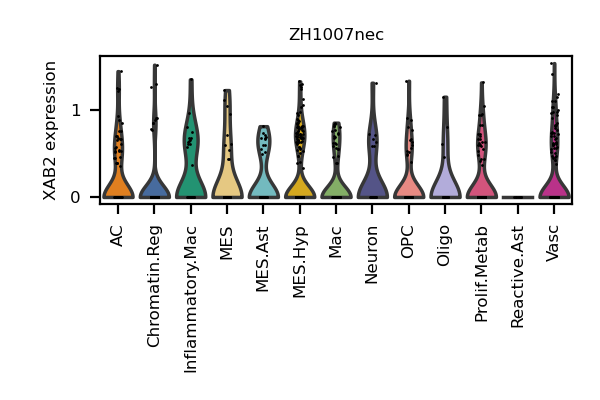 ZH1007nec
XAB2 expression
1
0
AC
Chromatin.Reg
Inflammatory.Mac
MES
MES.Ast
MES.Hyp
Mac
Neuron
OPC
Oligo
Prolif.Metab
Reactive.Ast
Vasc